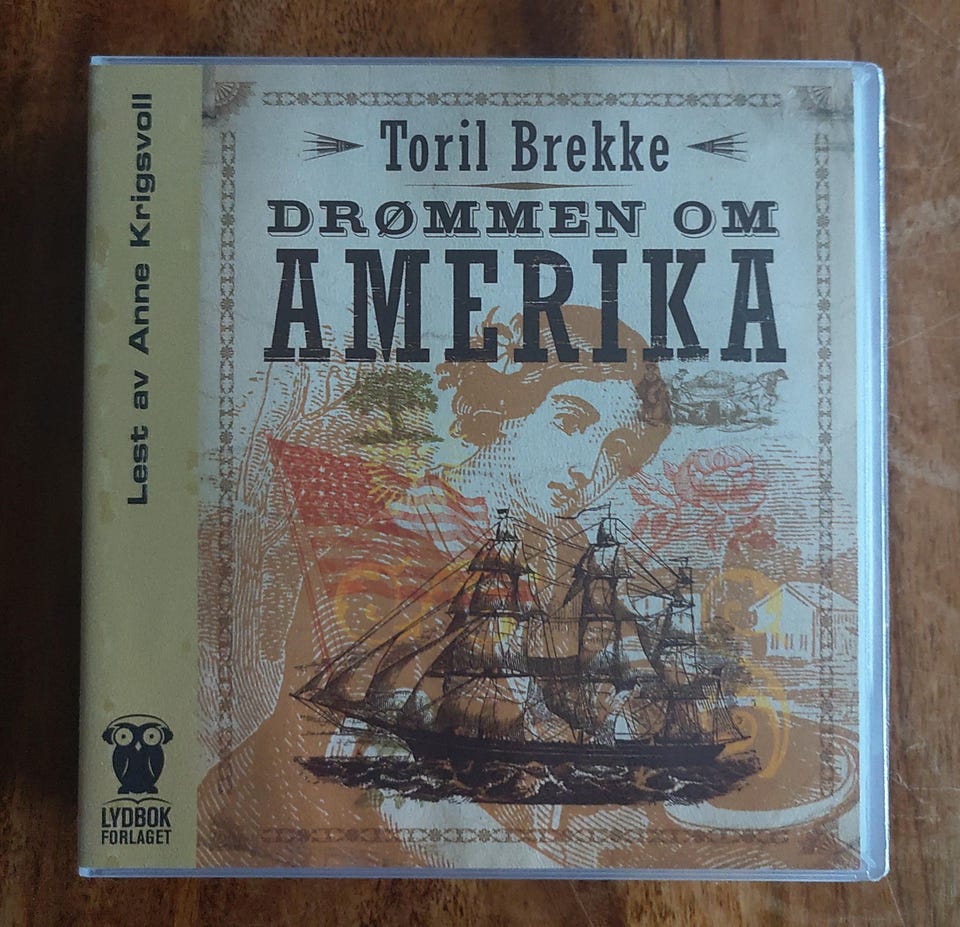 Toril Brekke
DRØMMEN OM
AMERIKA
Lest av Anne Krigsvoll
LYDBOK
FORLAGET